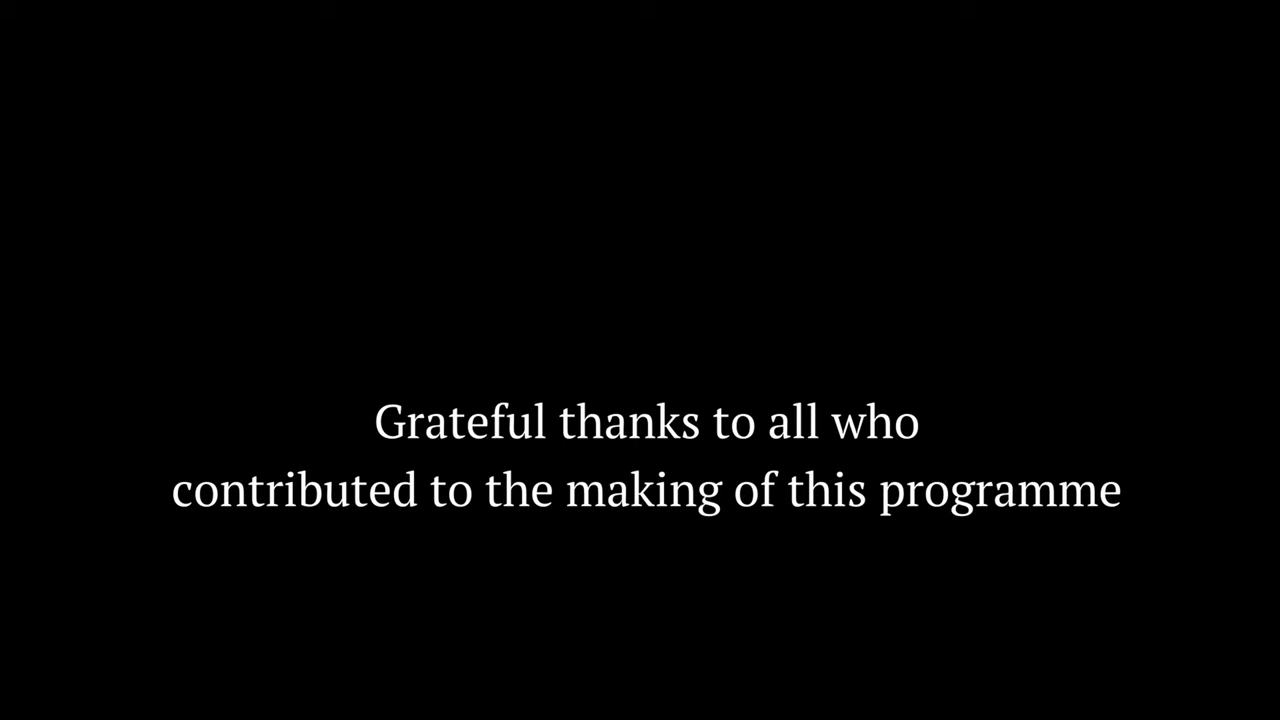 Grateful thanks to all who
contributed to the making of this programme